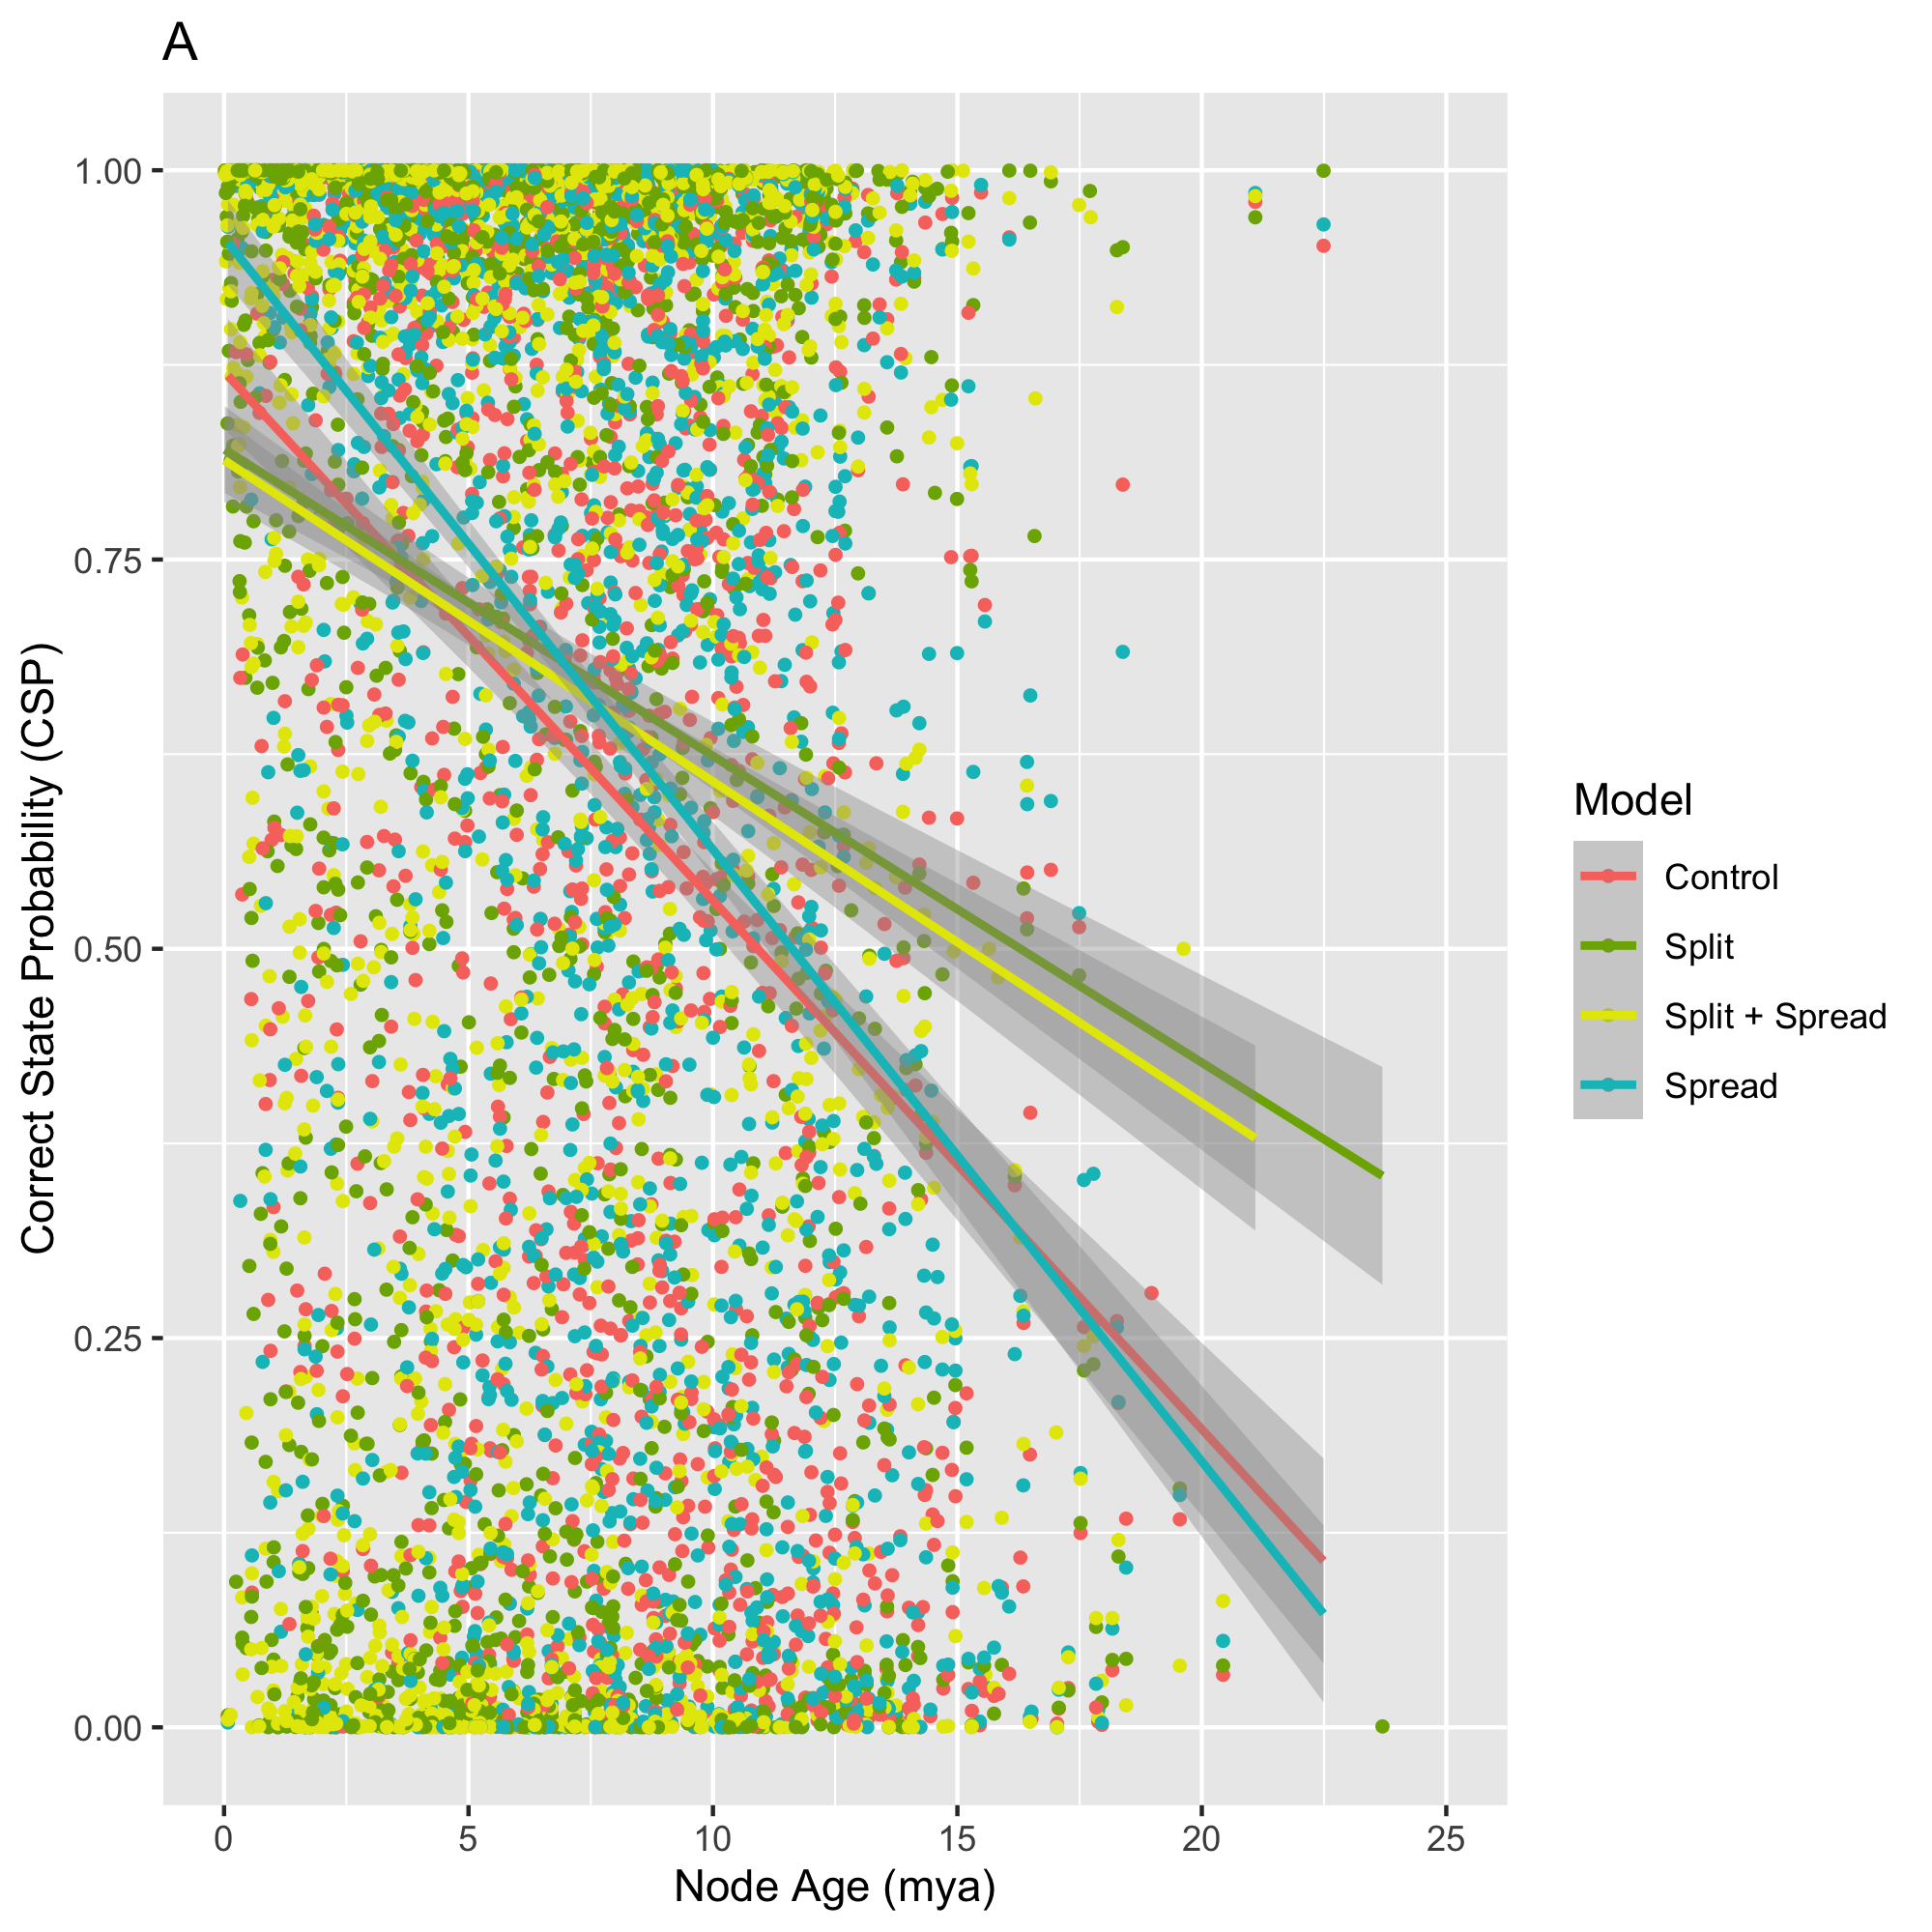 A
Correct State Probability (CSP)
1.00
0.75
0.50
0.25
0.00
0 5 10 15 20 25
Node Age (mya)
Model
Control
Split
Split + Spread
Spread